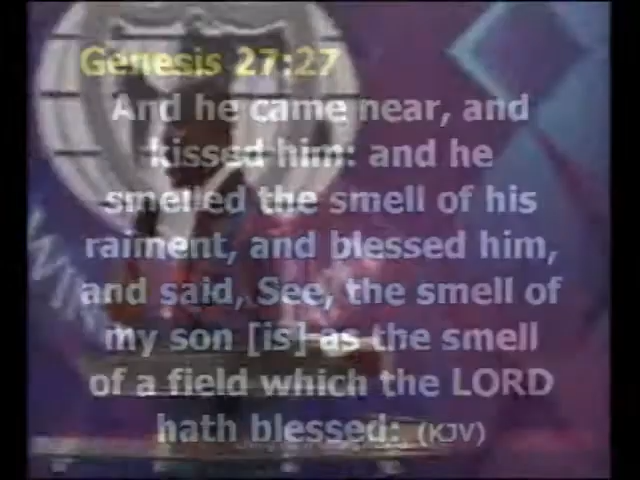 Genesis 27:27
And he came near, and
kissed him: and he
smelled the smell of his
raiment, and blessed him,
and said, See, the smell of
my son [is] as the smell
of a field which the LORD
hath blessed: (KJV)